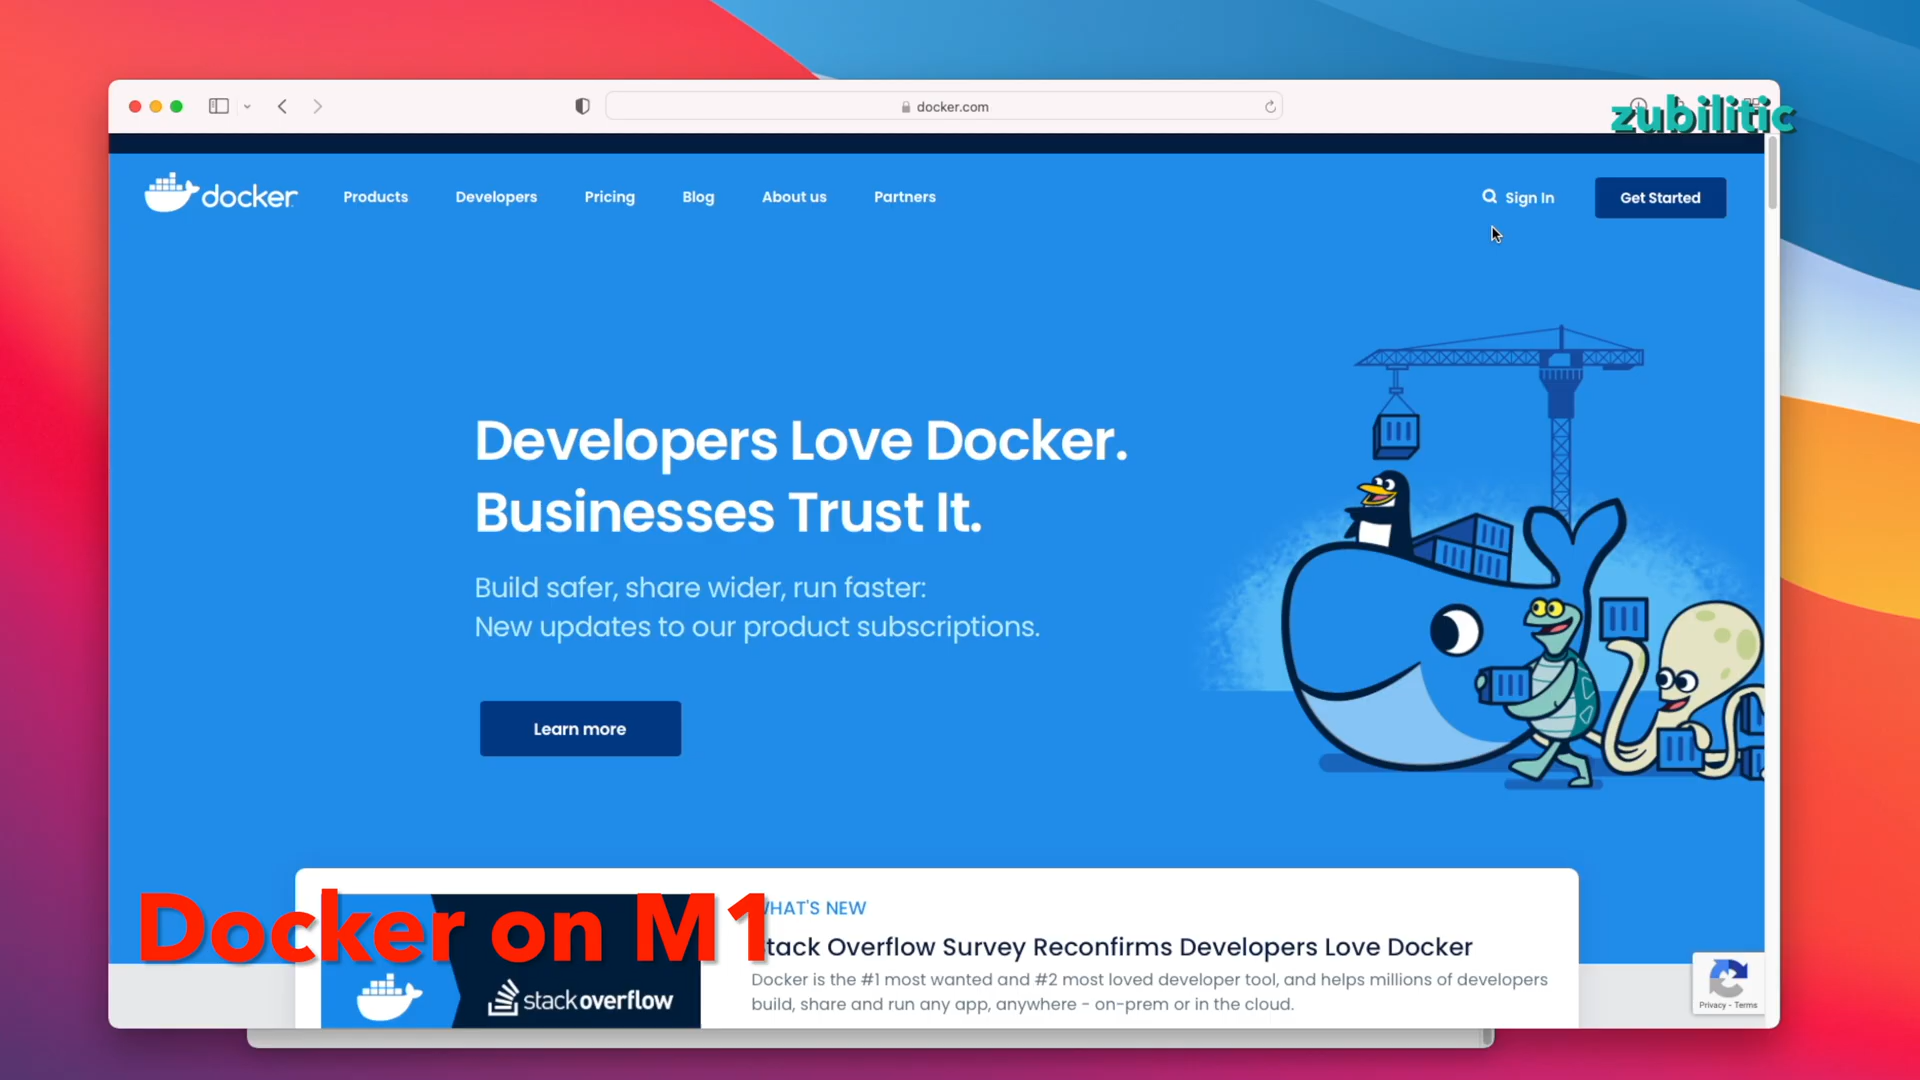 docker.com
zubilitic
docker
Products
Developers
Pricing
Blog
About us
Partners
Sign In
Get Started
Developers Love Docker.
Businesses Trust It.
Build safer, share wider, run faster:
New updates to our product subscriptions.
Learn more
Docker on M1
WHAT'S NEW
Stack Overflow Survey Reconfirms Developers Love Docker
Docker is the #1 most wanted and #2 most loved developer tool, and helps millions of developers
build, share and run any app, anywhere - on-prem or in the cloud.
stackoverflow
Privacy - Terms